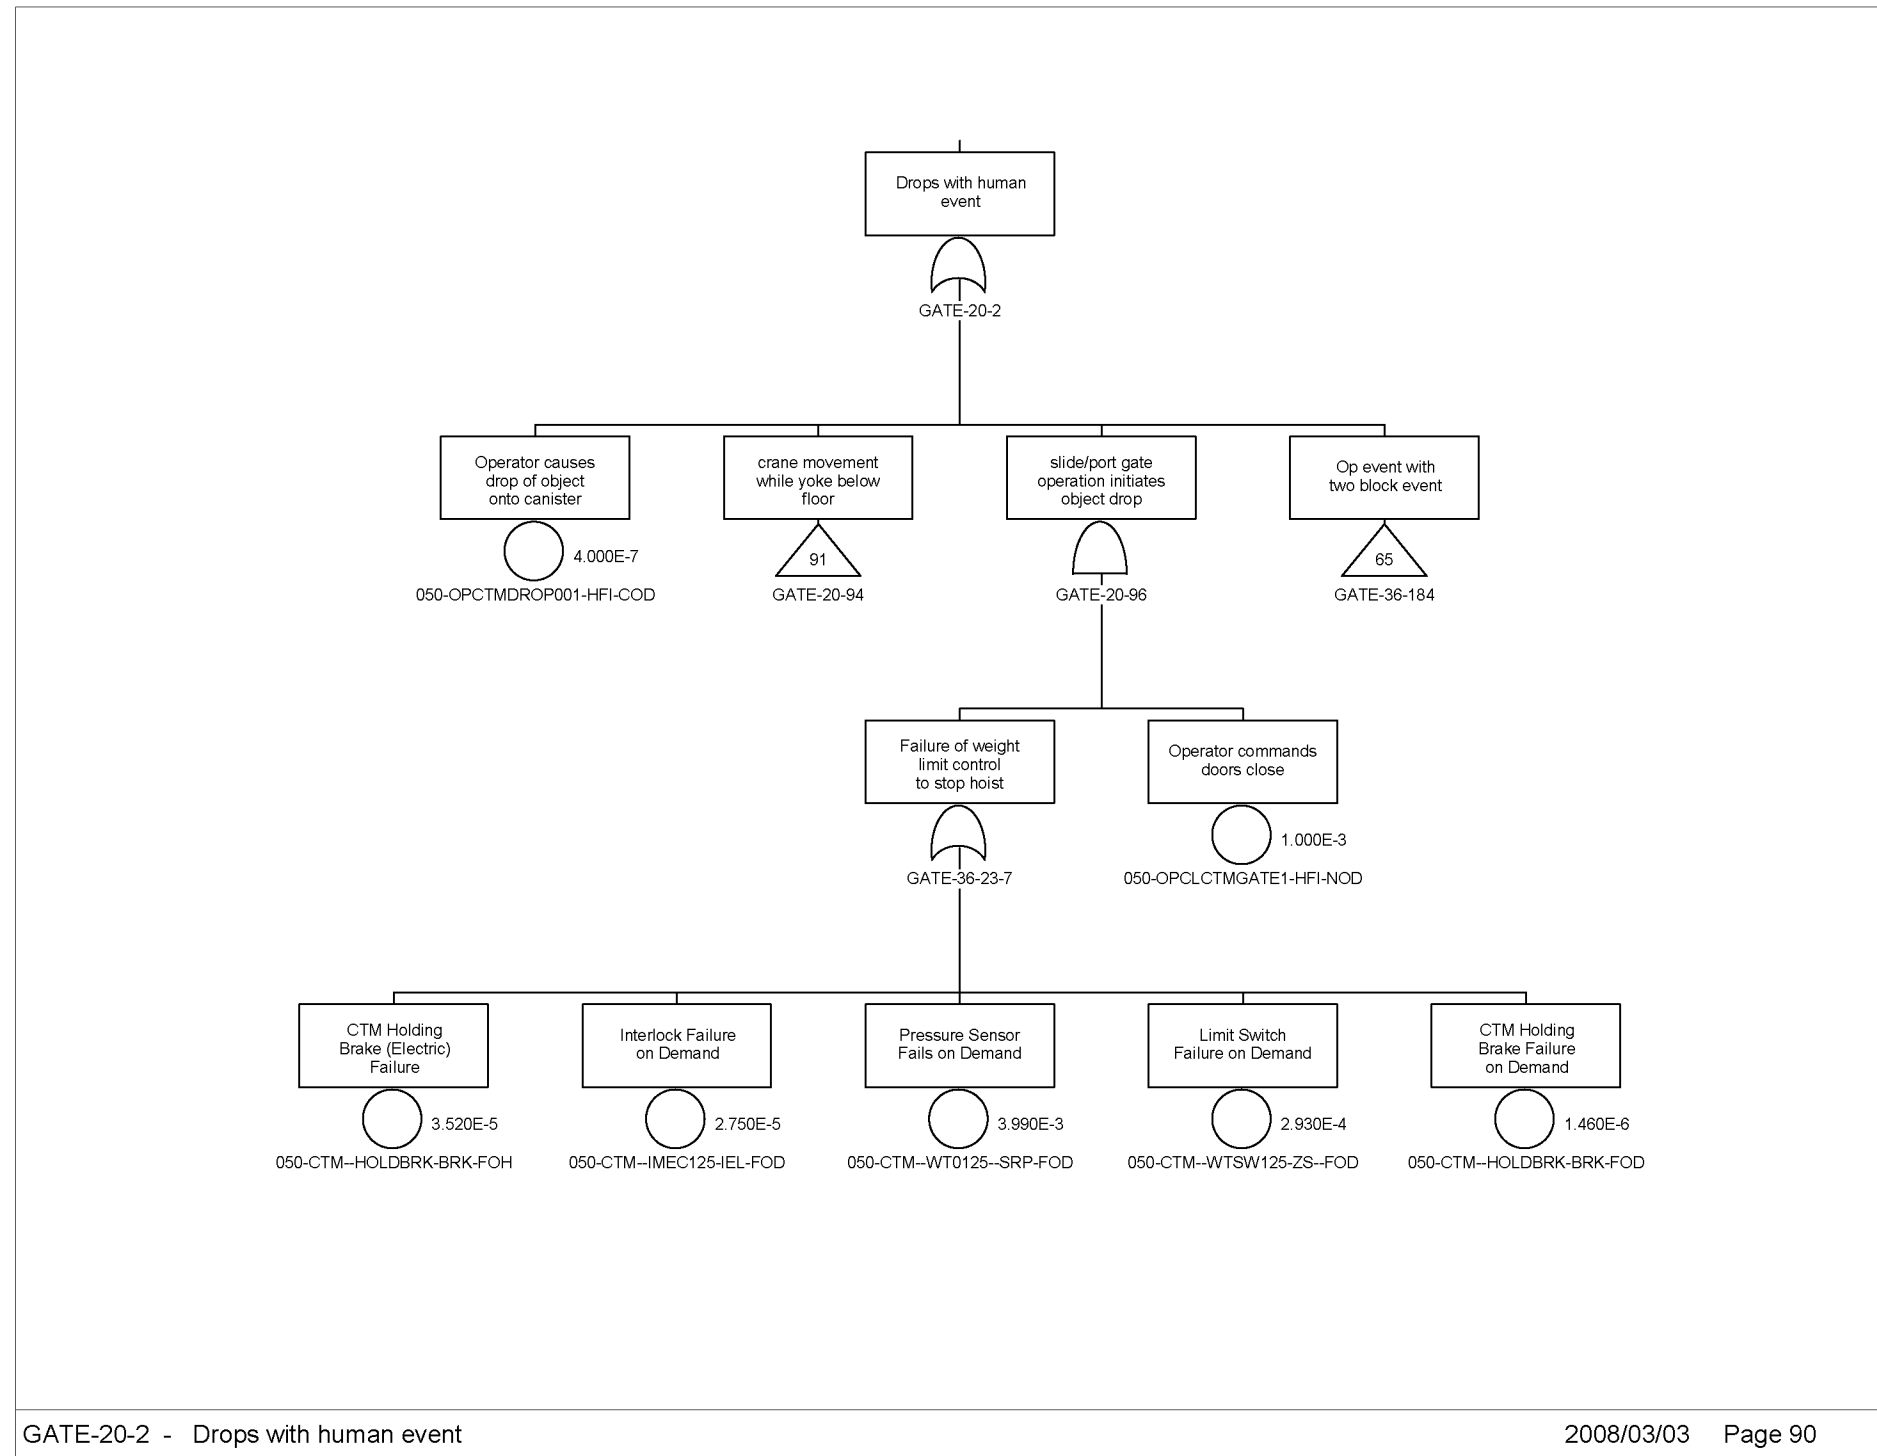 Drops with human
event
GATE-20-2
Operator causes
drop of object
onto canister
4.000E-7
050-OPCTMDROP001-HFI-COD
crane movement
while yoke below
floor
91
GATE-20-94
slide/port gate
operation initiates
object drop
GATE-20-96
Op event with
two block event
65
GATE-36-184
Failure of weight
limit control
to stop hoist
GATE-36-23-7
Operator commands
doors close
1.000E-3
050-OPCLCTMGATE1-HFI-NOD
CTM Holding
Brake (Electric)
Failure
3.520E-5
050-CTM--HOLDBRK-BRK-FOH
Interlock Failure
on Demand
2.750E-5
050-CTM--IMEC125-IEL-FOD
Pressure Sensor
Fails on Demand
3.990E-3
050-CTM--WT0125--SRP-FOD
Limit Switch
Failure on Demand
2.930E-4
050-CTM--WTSW125-ZS--FOD
CTM Holding
Brake Failure
on Demand
1.460E-6
050-CTM--HOLDBRK-BRK-FOD
GATE-20-2 - Drops with human event
2008/03/03 Page 90